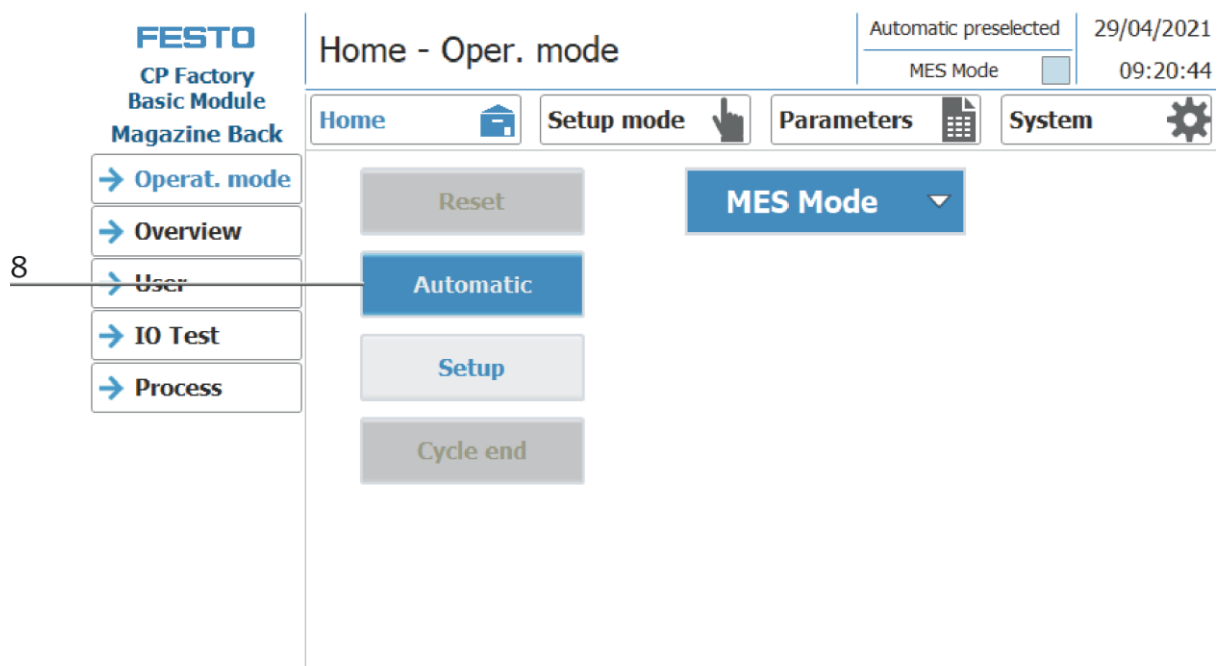 FESTO
CP Factory
Basic Module
Magazine Back
Home - Oper. mode
Automatic preselected
MES Mode
29/04/2021
09:20:44
Home
Setup mode
Parameters
System
Operat. mode
Overview
User
IO Test
Process
8
Reset
Automatic
Setup
Cycle end
MES Mode